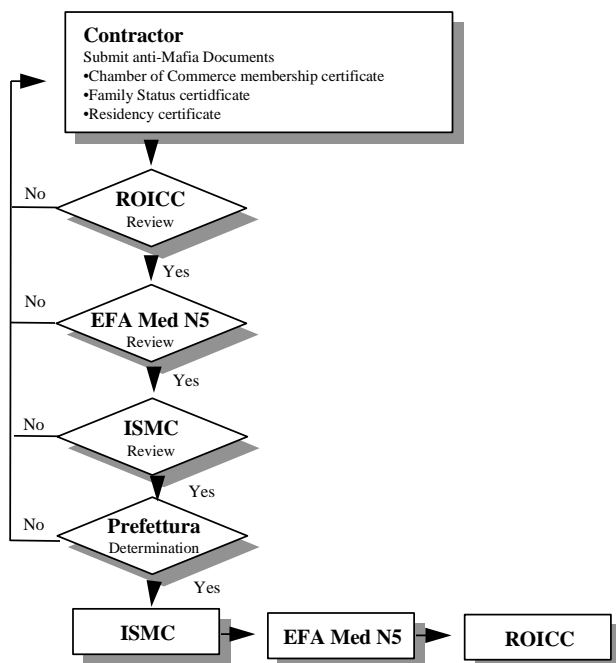 Contractor
Submit anti-Mafia Documents
•Chamber of Commerce membership certificate
•Family Status certidficate
•Residency certificate
No
ROICC
Review
Yes
No
EFA Med N5
Review
Yes
No
ISMC
Review
Yes
No
Prefettura
Determination
Yes
ISMC
EFA Med N5
ROICC